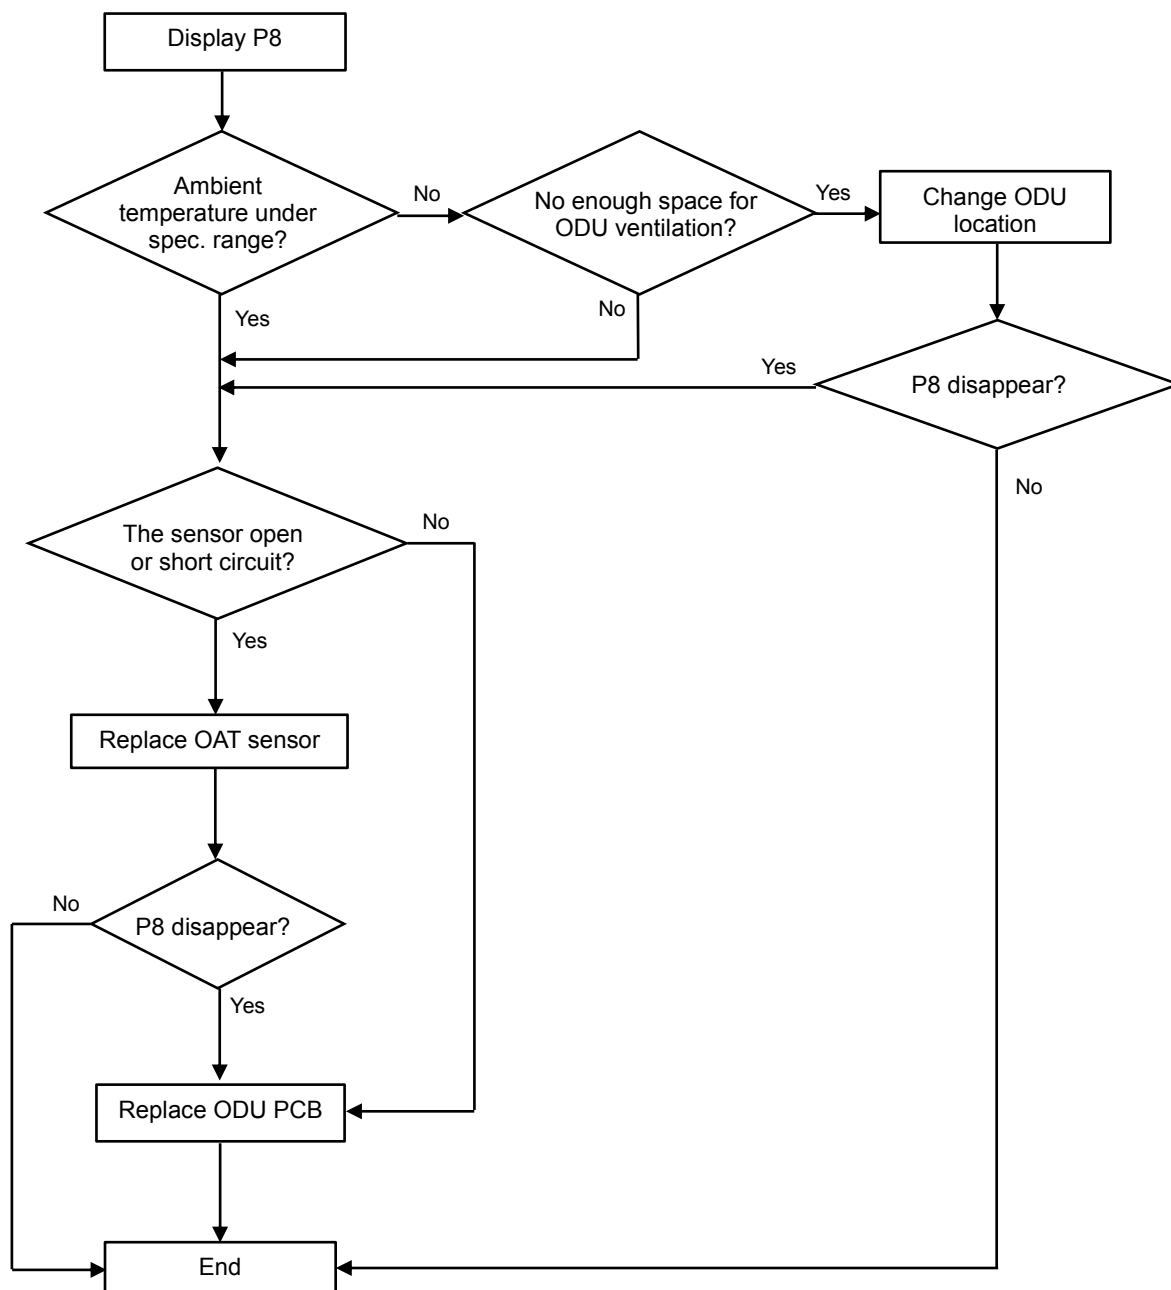 Display P8
Ambient
temperature under
spec. range?
No
No enough space for
ODU ventilation?
Yes
Change ODU
location
Yes
No
Yes
P8 disappear?
No
The sensor open
or short circuit?
No
Yes
Replace OAT sensor
No
P8 disappear?
Yes
Replace ODU PCB
End